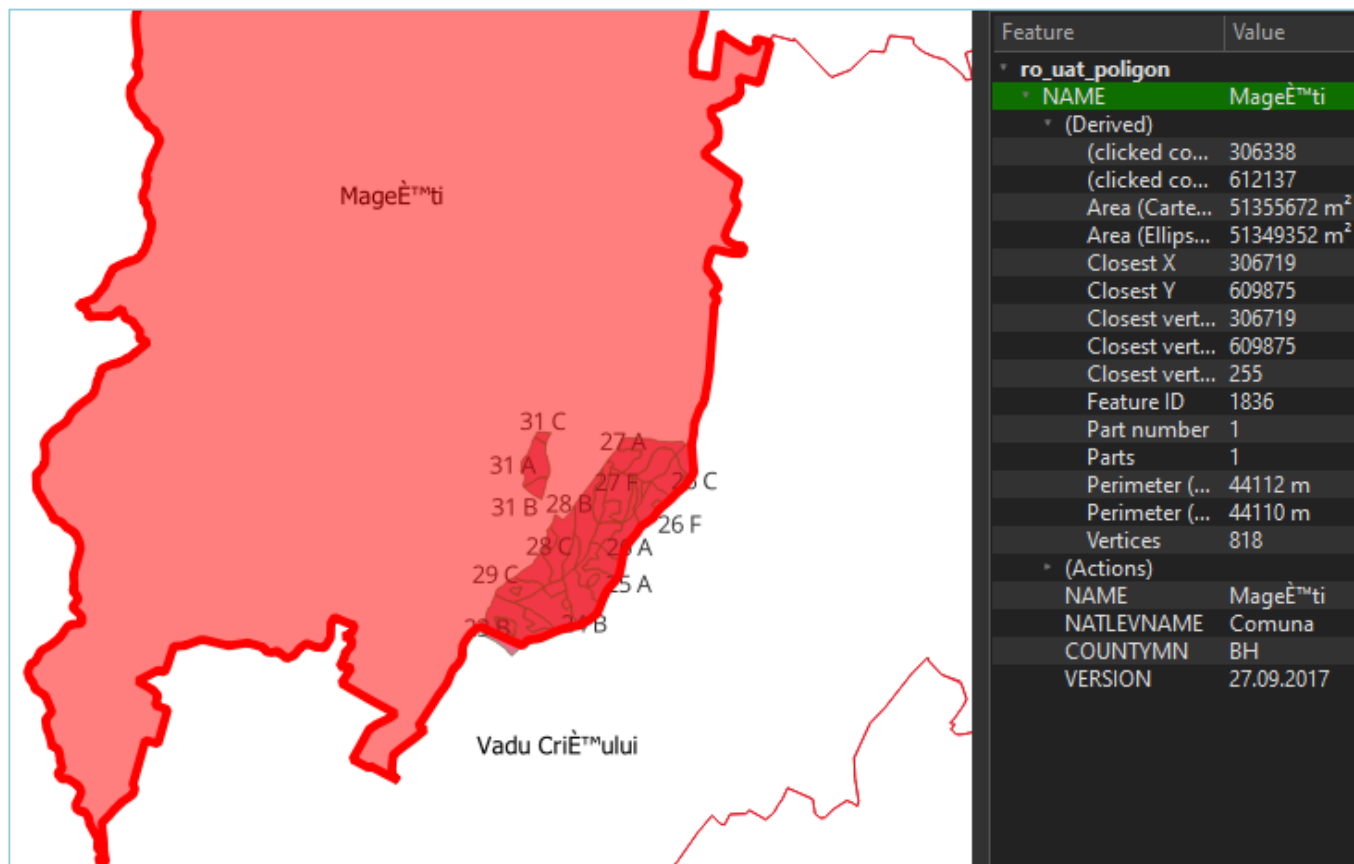 MageÈ™ti
31 C
27 A
31 A
27 F
26 C
31 B
28 B
26 F
28 C
26 A
29 C
25 A
23 B
24 B
Vadu CriÈ™ului
Feature Value
ro_uat_poligon
NAME MageÈ™ti
(Derived)
(clicked co... 306338
(clicked co... 612137
Area (Carte... 51355672 m²
Area (Ellips... 51349352 m²
Closest X 306719
Closest Y 609875
Closest vert... 306719
Closest vert... 609875
Closest vert... 255
Feature ID 1836
Part number 1
Parts 1
Perimeter (... 44112 m
Perimeter (... 44110 m
Vertices 818
(Actions)
NAME MageÈ™ti
NATLEVNAME Comuna
COUNTYMN BH
VERSION 27.09.2017